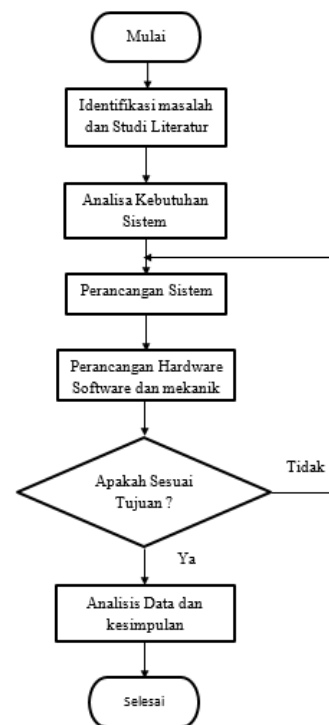 Mulai
Identifikasi masalah
dan Studi Literatur
Analisa Kebutuhan
Sistem
Perancangan Sistem
Perancangan Hardware
Software dan mekanik
Apakah Sesuai
Tujuan ?
Tidak
Ya
Analisis Data dan
kesimpulan
Selesai